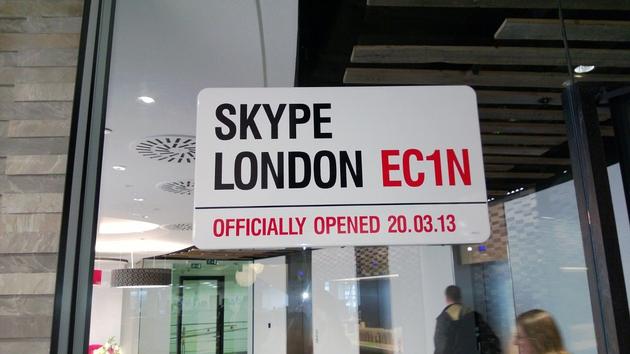 SKYPE
LONDON EC1N
OFFICIALLY OPENED 20.03.13